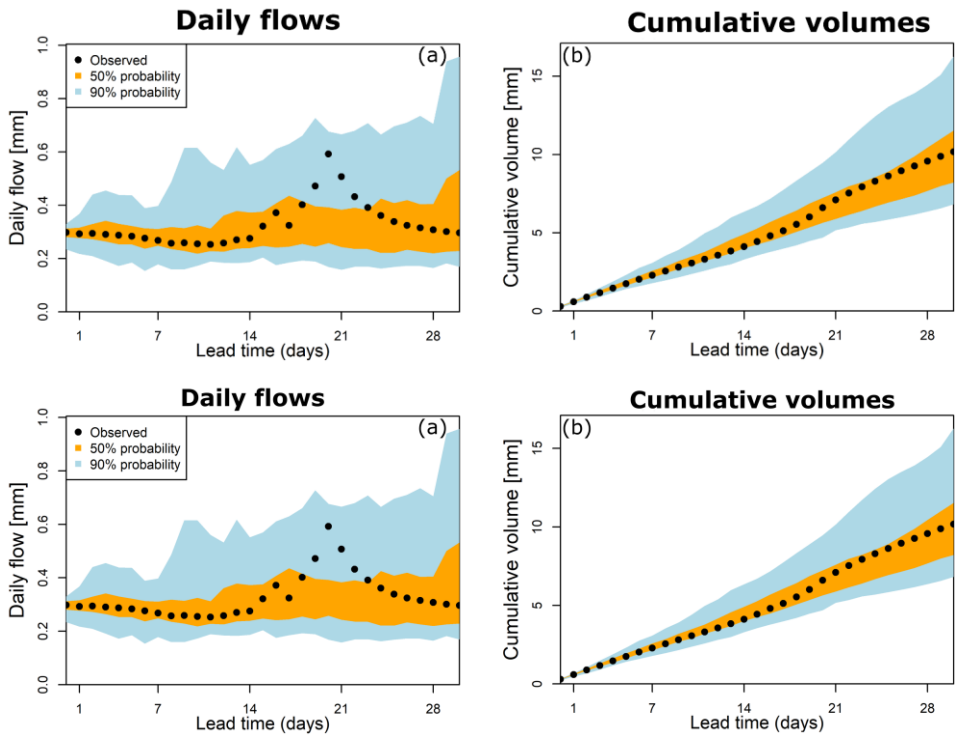 Daily flows
Cumulative volumes
(a)
Observed
50% probability
90% probability
Daily flow [mm]
0.0
0.2
0.4
0.6
0.8
1.0
1
7
14
21
28
Lead time (days)
(b)
Cumulative volume [mm]
0
5
10
15
1
7
14
21
28
Lead time (days)
Daily flows
Cumulative volumes
(a)
Observed
50% probability
90% probability
Daily flow [mm]
0.0
0.2
0.4
0.6
0.8
1.0
1
7
14
21
28
Lead time (days)
(b)
Cumulative volume [mm]
0
5
10
15
1
7
14
21
28
Lead time (days)